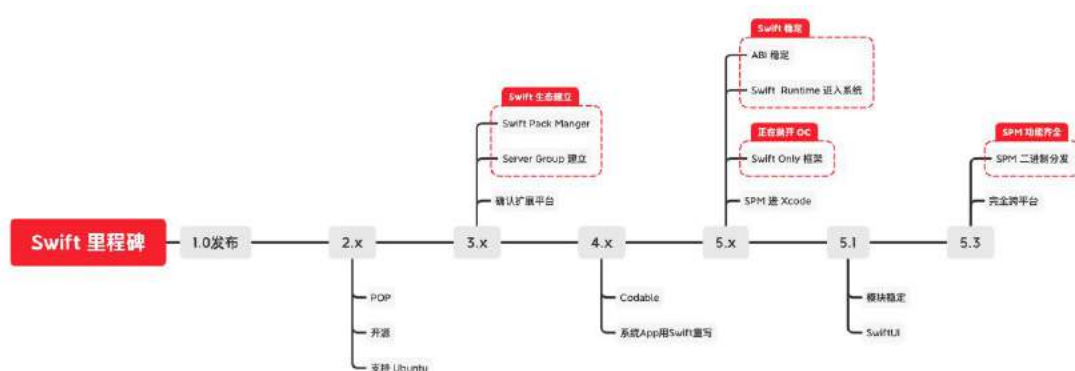 Swift 里程碑
1.0发布
2.x
POP
开源
支持 Ubuntu
3.x
Swift 生态建立
Swift Pack Manger
Server Group 建立
确认扩展平台
4.x
Codable
系统App用Swift重写
5.x
Swift 稳定
ABI 稳定
Swift Runtime 进入系统
正在抛开 OC
Swift Only 框架
SPM 进 Xcode
5.1
模块稳定
SwiftUI
5.3
SPM 功能齐全
SPM 二进制分发
完全跨平台